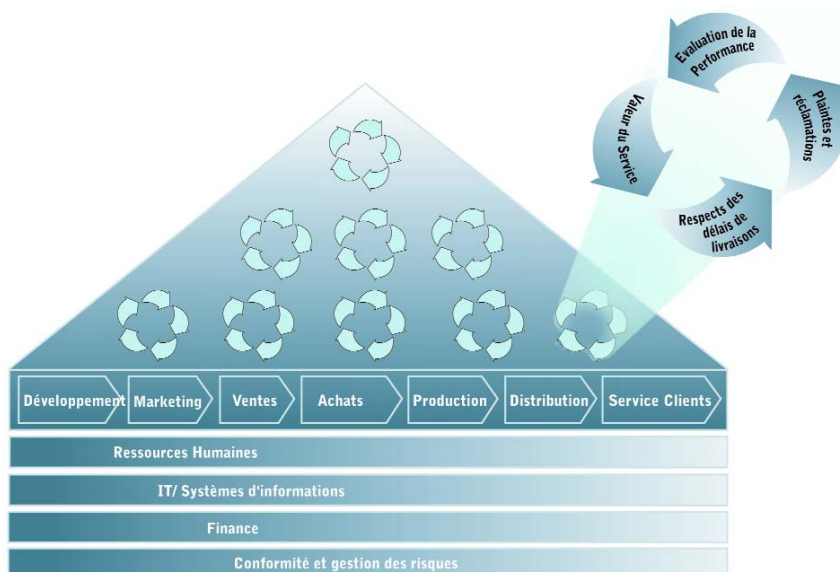 Evaluation de la
Performance
Plaintes et
réclamations
Valeur du Service
Respects des
délais de
livraisons
Développement
Marketing
Ventes
Achats
Production
Distribution
Service Clients
Ressources Humaines
IT/ Systèmes d'informations
Finance
Conformité et gestion des risques